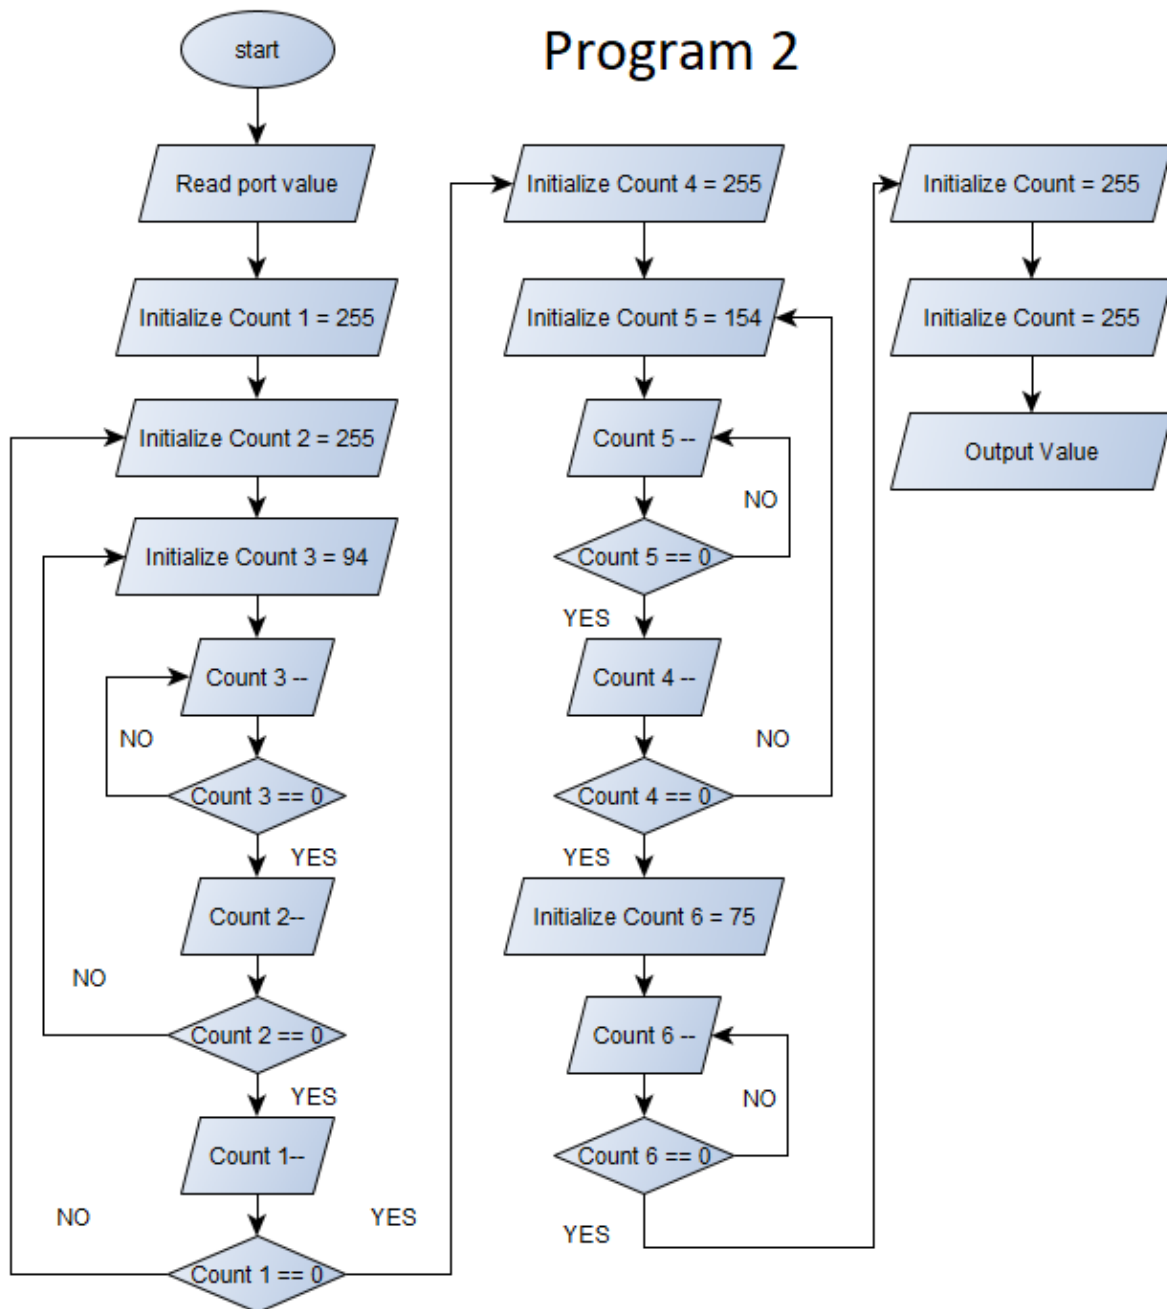 Program 2
start
Read port value
Initialize Count 1 = 255
Initialize Count 2 = 255
Initialize Count 3 = 94
Count 3 --
NO
Count 3 == 0
YES
Count 2--
NO
Count 2 == 0
YES
Count 1--
NO
YES
Count 1 == 0
Initialize Count 4 = 255
Initialize Count 5 = 154
Count 5 --
NO
Count 5 == 0
YES
Count 4 --
NO
Count 4 == 0
YES
Initialize Count 6 = 75
Count 6 --
NO
Count 6 == 0
YES
Initialize Count = 255
Initialize Count = 255
Output Value